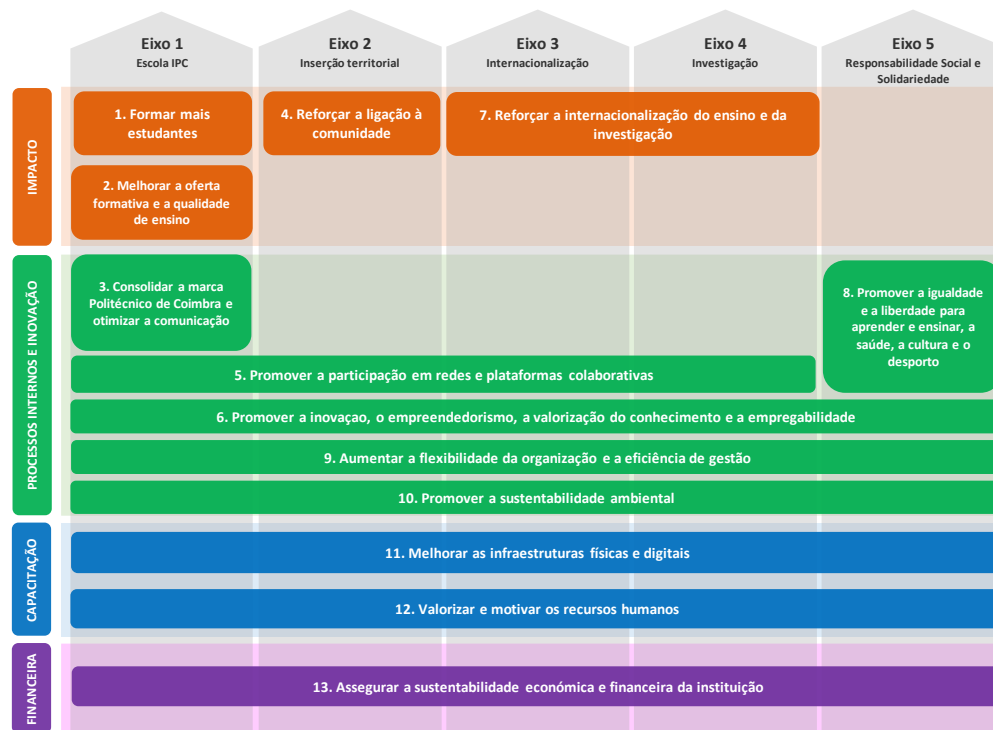 Eixo 1
Escola IPC
Eixo 2
Inserção territorial
Eixo 3
Internacionalização
Eixo 4
Investigação
Eixo 5
Responsabilidade Social e
Solidariedade
IMPACTO
1. Formar mais
estudantes
4. Reforçar a ligação à
comunidade
7. Reforçar a internacionalização do ensino e da
investigação
2. Melhorar a oferta
formativa e a qualidade
de ensino
PROCESSOS INTERNOS E INOVAÇÃO
3. Consolidar a marca
Politécnico de Coimbra e
otimizar a comunicação
8. Promover a igualdade
e a liberdade para
aprender e ensinar, a
saúde, a cultura e o
desporto
5. Promover a participação em redes e plataformas colaborativas
6. Promover a inovaçao, o empreendedorismo, a valorização do conhecimento e a empregabilidade
9. Aumentar a flexibilidade da organização e a eficiência de gestão
10. Promover a sustentabilidade ambiental
CAPACITAÇÃO
11. Melhorar as infraestruturas físicas e digitais
12. Valorizar e motivar os recursos humanos
FINANCEIRA
13. Assegurar a sustentabilidade económica e financeira da instituição